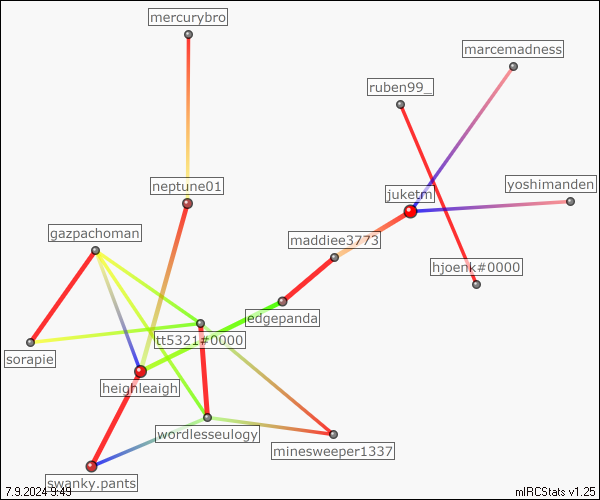 mercurybro
marcemadness
ruben99_
neptune01
juketm
yoshimanden
gazpachoman
maddiee3773
hjoenk#0000
edgepanda
tt5321#0000
sorapie
heighleaigh
wordlesseulogy
minesweeper1337
swanky.pants
7.9.2024 9:49
mIRCStats v1.25